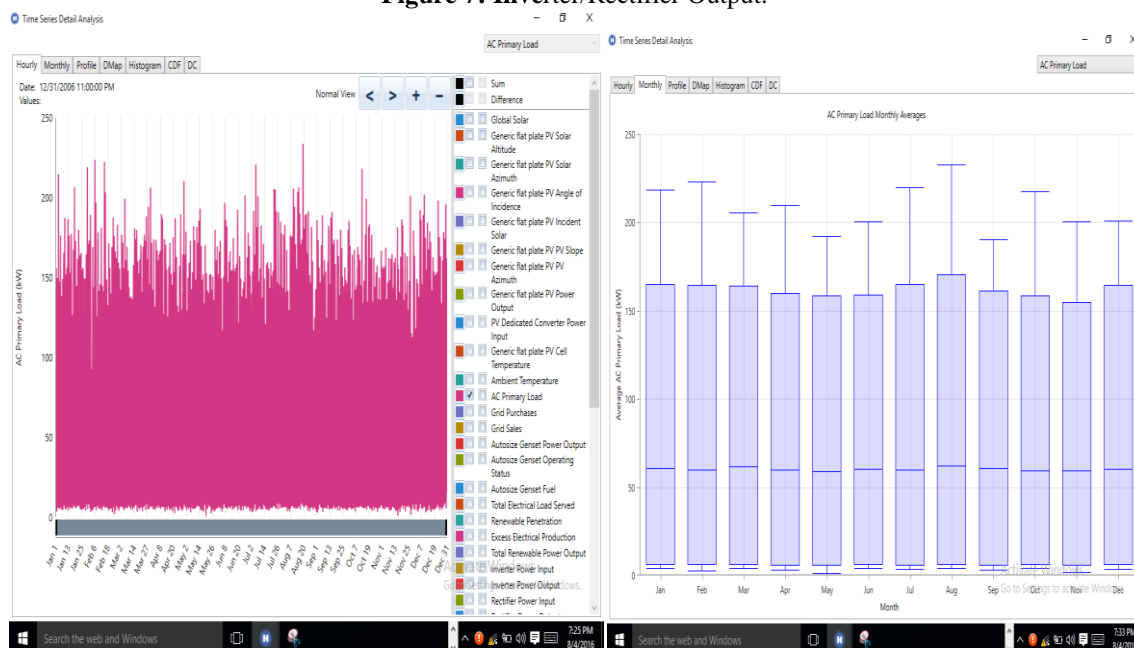 Figure 7: Inverter/Rectifier Output.
Time Series Detail Analysis
AC Primary Load
Hourly Monthly Profile DMap Histogram CDF DC
Date: 12/31/2006 11:00:00 PM
Values:
Normal View < > + -
250
200
150
100
50
0
AC Primary Load (kW)
Jan 1 Jan 13 Jan 25 Feb 6 Feb 18 Mar 2 Mar 14 Mar 27 Apr 8 Apr 20 May 2 May 14 May 26 Jun 8 Jun 20 Jul 2 Jul 14 Jul 26 Aug 7 Aug 20 Sep 1 Sep 13 Sep 25 Oct 7 Oct 19 Nov 1 Nov 13 Nov 25 Dec 7 Dec 19 Dec 31
Sum
Difference
Global Solar
Generic flat plate PV Solar
Altitude
Generic flat plate PV Solar
Azimuth
Generic flat plate PV Angle of
Incidence
Generic flat plate PV Incident
Solar
Generic flat plate PV PV Slope
Generic flat plate PV PV
Azimuth
Generic flat plate PV Power
Output
PV Dedicated Converter Power
Input
Generic flat plate PV Cell
Temperature
Ambient Temperature
AC Primary Load
Grid Purchases
Grid Sales
Autosize Genset Power Output
Autosize Genset Operating
Status
Autosize Genset Fuel
Total Electrical Load Served
Renewable Penetration
Excess Electrical Production
Total Renewable Power Output
Inverter Power Input
Inverter Power Output
Rectifier Power Input
Search the web and Windows
7:25 PM
8/4/2016
Time Series Detail Analysis
AC Primary Load
Hourly Monthly Profile DMap Histogram CDF DC
AC Primary Load Monthly Averages
250
200
150
100
50
0
Average AC Primary Load (kW)
Jan Feb Mar Apr May Jun Jul Aug Sep Oct Nov Dec
Month
Activate Windows
Go to Settings to activate Windows.
Search the web and Windows
7:33 PM
8/4/2016